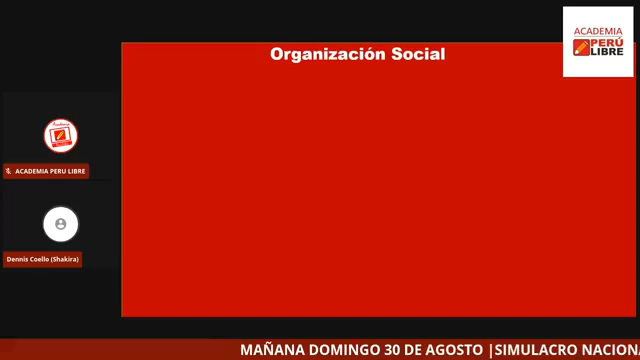 Organización Social
ACADEMIA
PERÚ
LIBRE
ACADEMIA PERU LIBRE
Dennis Coello (Shakira)
MAÑANA DOMINGO 30 DE AGOSTO |SIMULACRO NACION